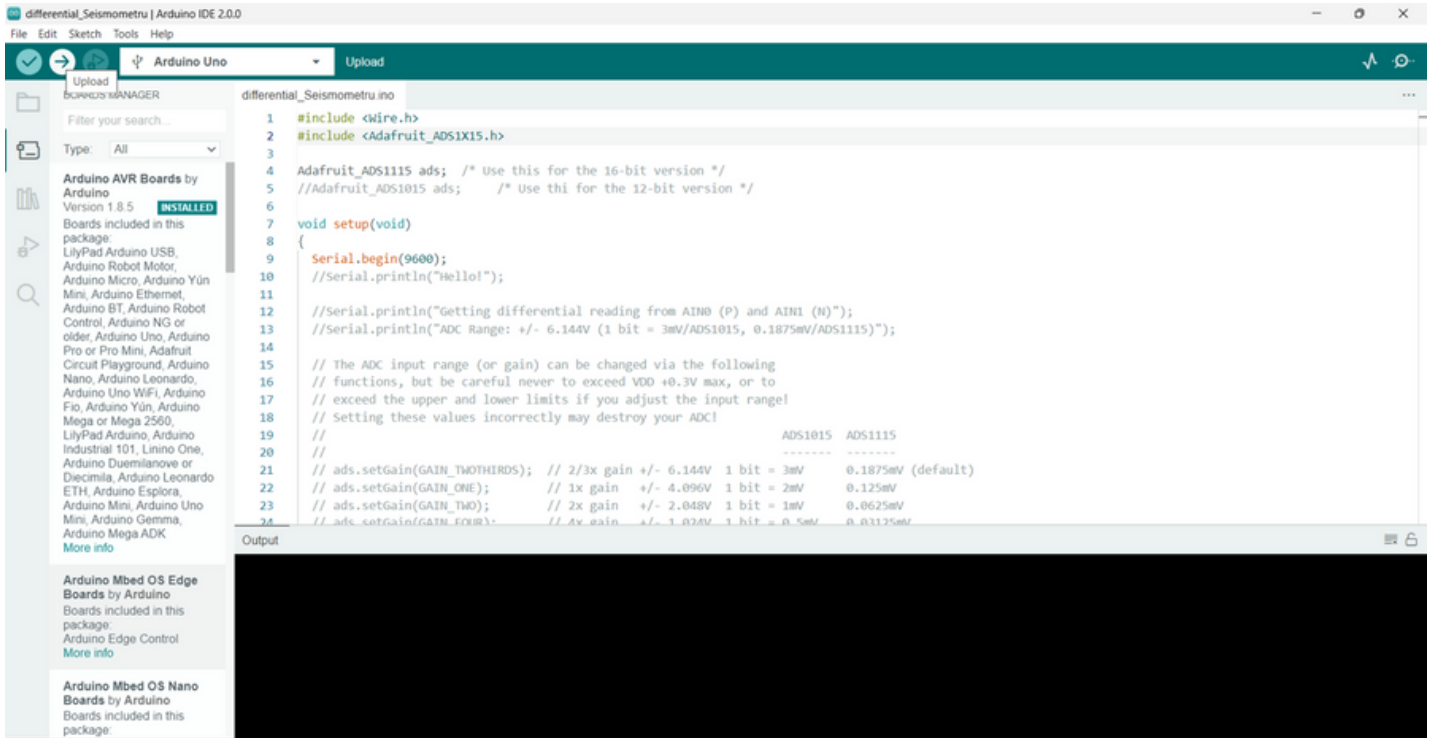 differential_Seismometru | Arduino IDE 2.0.0
File Edit Sketch Tools Help
Arduino Uno
Upload
Upload
BOARDS MANAGER
differential_Seismometru.ino
Filter your search...
Type: All
Arduino AVR Boards by
Arduino
Version 1.8.5 INSTALLED
Boards included in this
package:
LilyPad Arduino USB,
Arduino Robot Motor,
Arduino Micro, Arduino Yún
Mini, Arduino Ethernet,
Arduino BT, Arduino Robot
Control, Arduino NG or
older, Arduino Uno, Arduino
Pro or Pro Mini, Adafruit
Circuit Playground, Arduino
Nano, Arduino Leonardo,
Arduino Uno WiFi, Arduino
Fio, Arduino Yún, Arduino
Mega or Mega 2560,
LilyPad Arduino, Arduino
Industrial 101, Linino One,
Arduino Duemilanove or
Diecimila, Arduino Leonardo
ETH, Arduino Esplora,
Arduino Mini, Arduino Uno
Mini, Arduino Gemma,
Arduino Mega ADK
More info
Arduino Mbed OS Edge
Boards by Arduino
Boards included in this
package:
Arduino Edge Control
More info
Arduino Mbed OS Nano
Boards by Arduino
Boards included in this
package:
1 #include <Wire.h>
2 #include <Adafruit_ADS1X15.h>
3
4 Adafruit_ADS1115 ads; /* Use this for the 16-bit version */
5 //Adafruit_ADS1015 ads; /* Use thi for the 12-bit version */
6
7 void setup(void)
8 {
9 Serial.begin(9600);
10 //Serial.println("Hello!");
11
12 //Serial.println("Getting differential reading from AIN0 (P) and AIN1 (N)");
13 //Serial.println("ADC Range: +/- 6.144V (1 bit = 3mV/ADS1015, 0.1875mV/ADS1115)");
14
15 // The ADC input range (or gain) can be changed via the following
16 // functions, but be careful never to exceed VDD +0.3V max, or to
17 // exceed the upper and lower limits if you adjust the input range!
18 // Setting these values incorrectly may destroy your ADC!
19 // ADS1015 ADS1115
20 // ------- -------
21 // ads.setGain(GAIN_TWOTHIRDS); // 2/3x gain +/- 6.144V 1 bit = 3mV 0.1875mV (default)
22 // ads.setGain(GAIN_ONE); // 1x gain +/- 4.096V 1 bit = 2mV 0.125mV
23 // ads.setGain(GAIN_TWO); // 2x gain +/- 2.048V 1 bit = 1mV 0.0625mV
24 // ads.setGain(GAIN_FOUR); // 4x gain +/- 1.024V 1 bit = 0.5mV 0.03125mV
Output